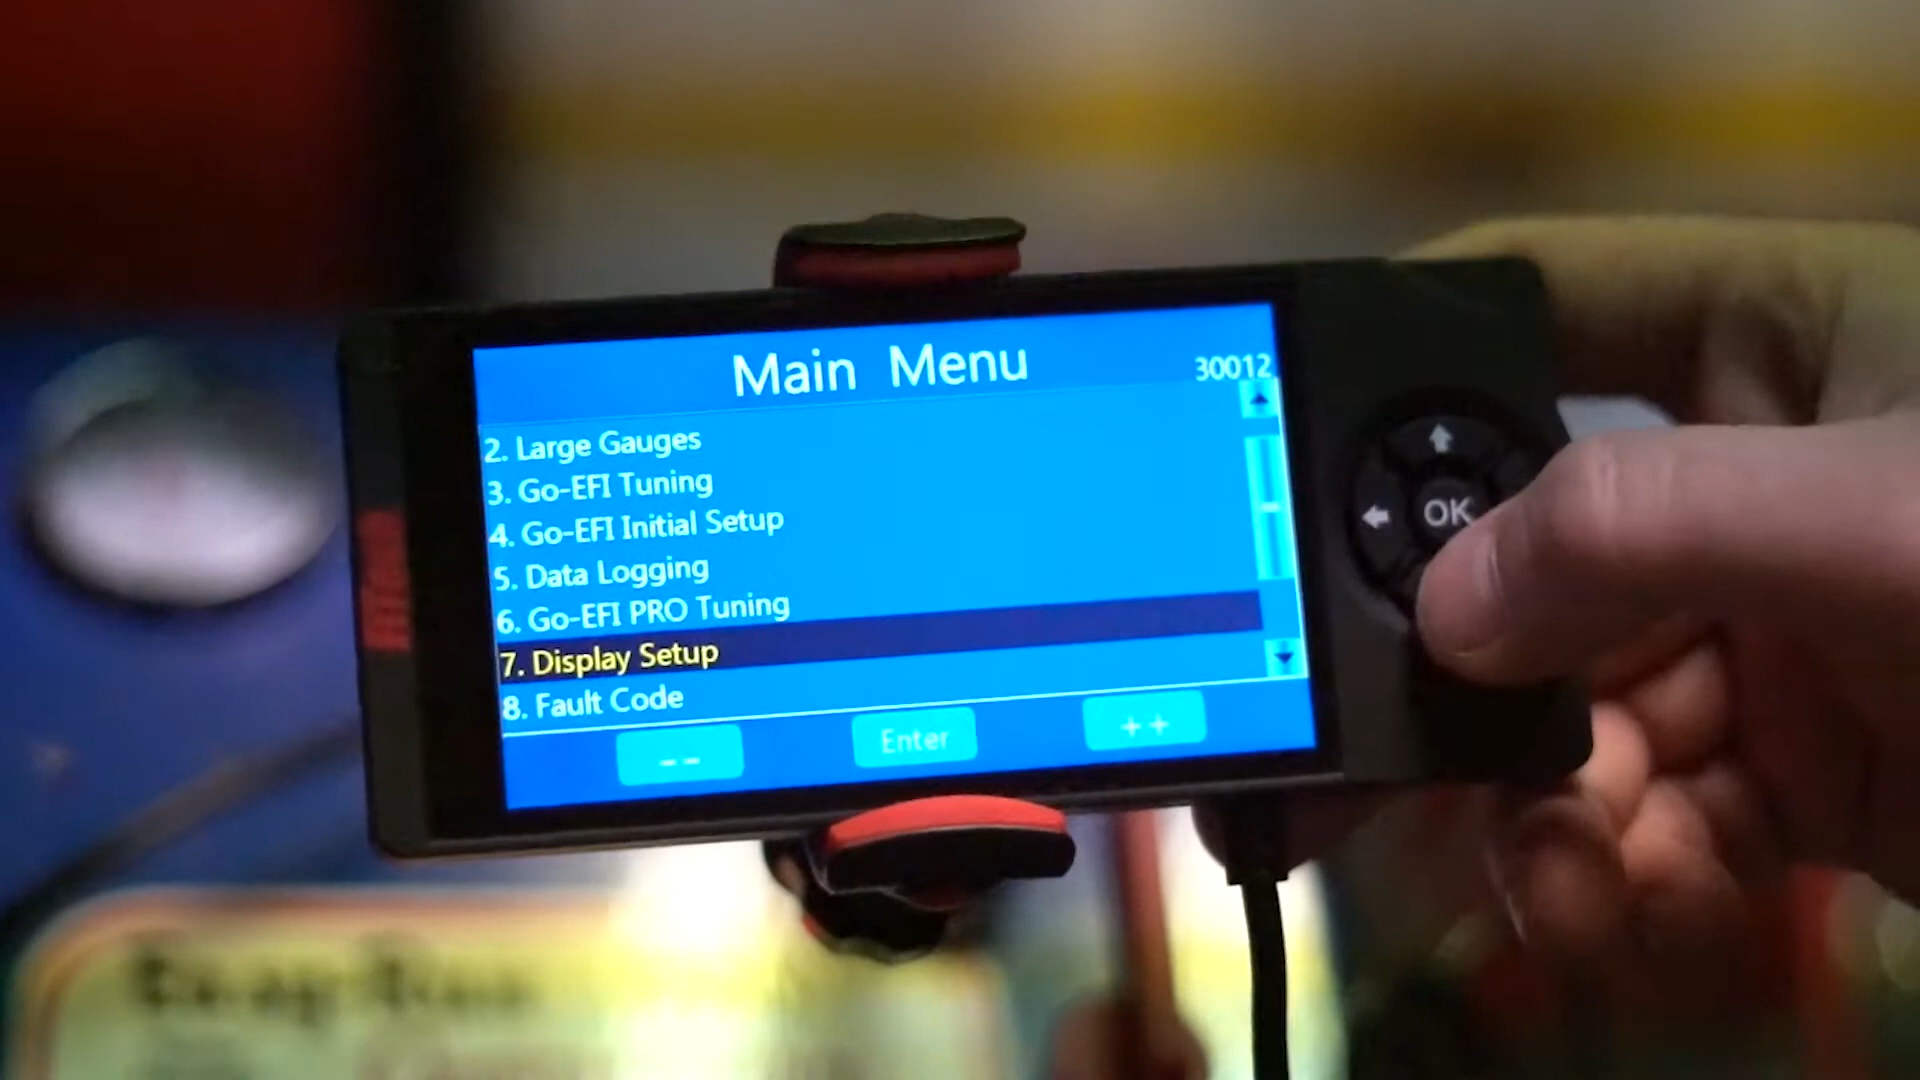 Main Menu
30012
2. Large Gauges
3. Go-EFI Tuning
4. Go-EFI Initial Setup
5. Data Logging
6. Go-EFI PRO Tuning
7. Display Setup
8. Fault Code
--
Enter
++
OK